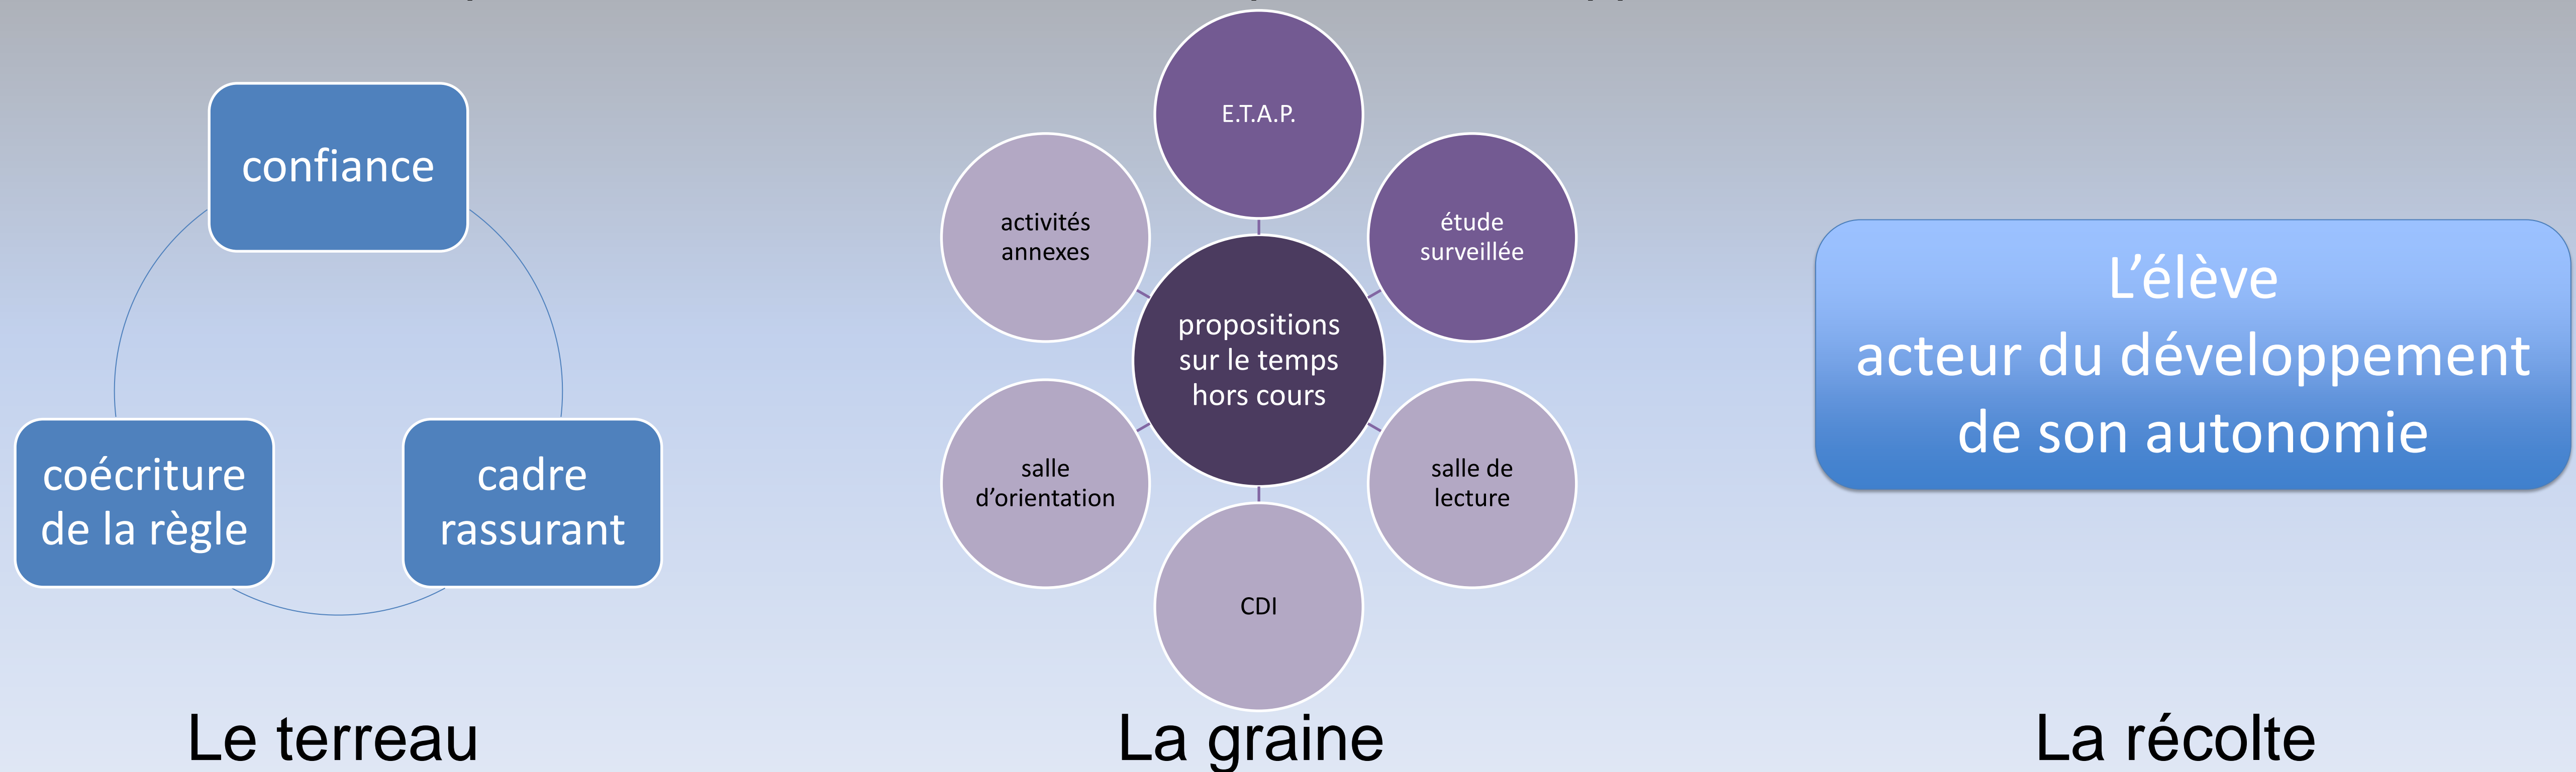 confiance
coécriture
de la règle
cadre
rassurant
Le terreau
E.T.A.P.
étude
surveillée
salle de
lecture
CDI
salle
d’orientation
activités
annexes
propositions
sur le temps
hors cours
La graine
L’élève
acteur du développement
de son autonomie
La récolte